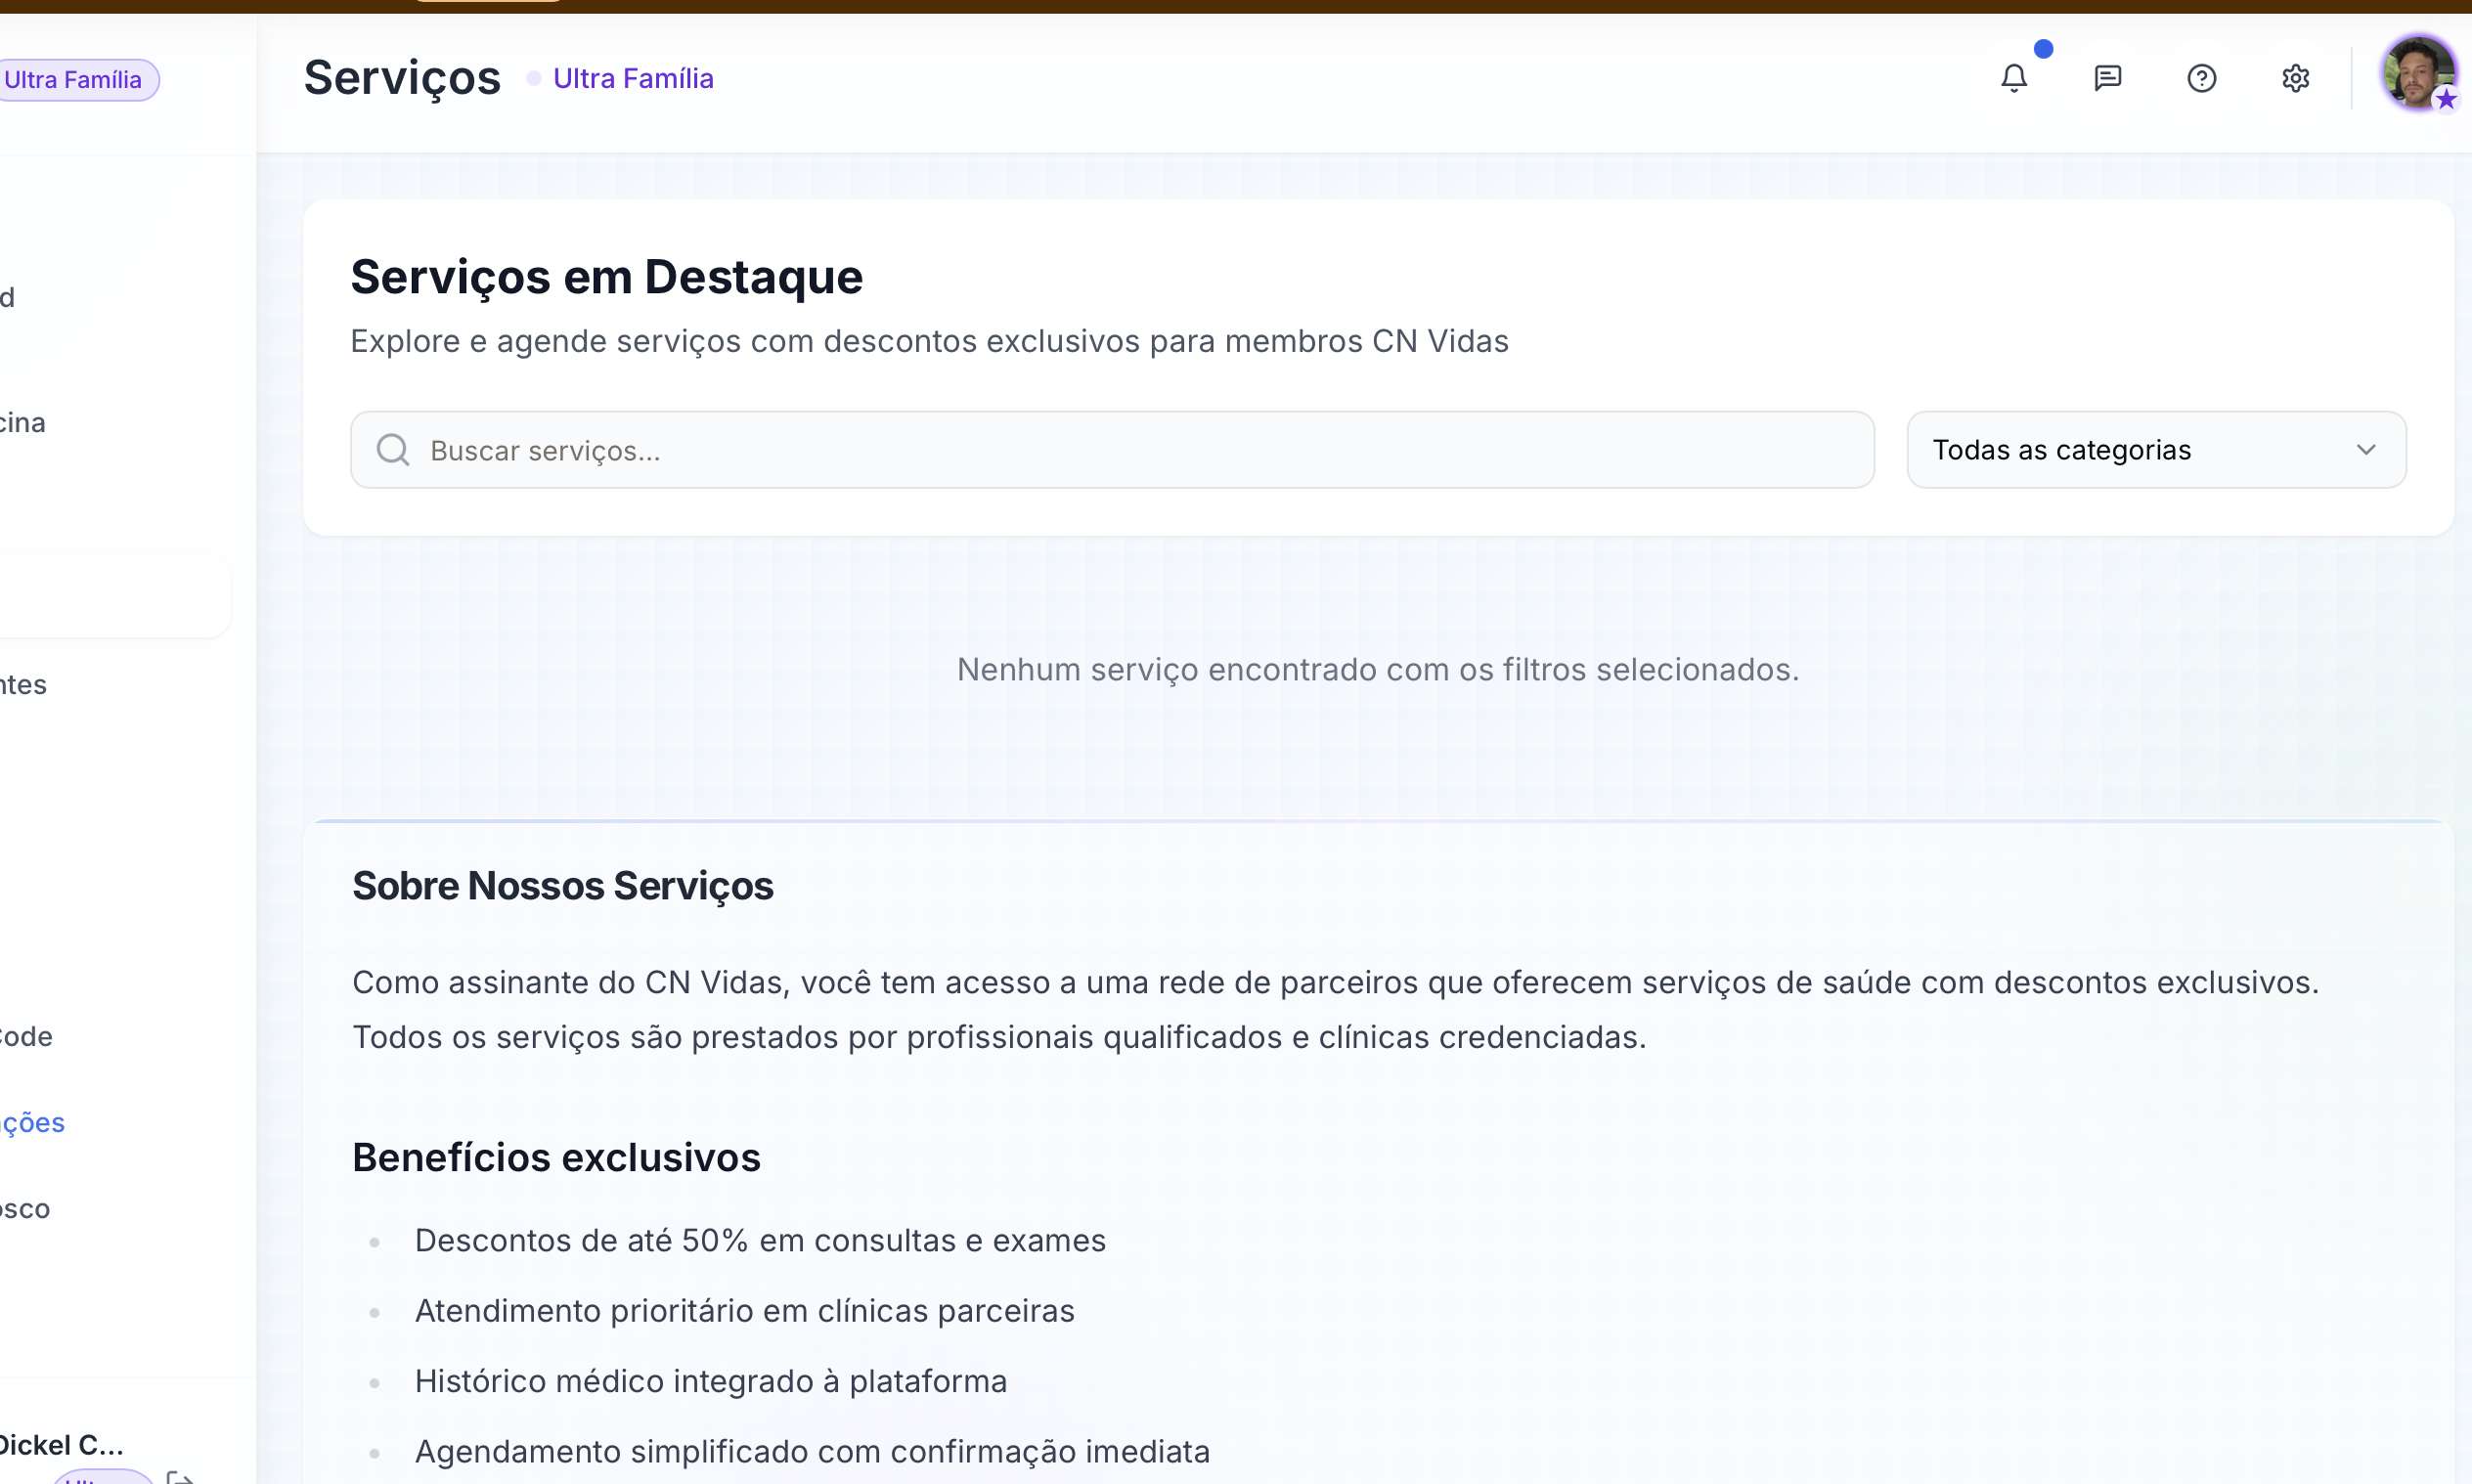 Ultra Família
Serviços
Ultra Família
d
cina
ntes
Code
ções
osco
Dickel C...
Serviços em Destaque
Explore e agende serviços com descontos exclusivos para membros CN Vidas
Buscar serviços...
Todas as categorias
Nenhum serviço encontrado com os filtros selecionados.
Sobre Nossos Serviços
Como assinante do CN Vidas, você tem acesso a uma rede de parceiros que oferecem serviços de saúde com descontos exclusivos.
Todos os serviços são prestados por profissionais qualificados e clínicas credenciadas.
Benefícios exclusivos
Descontos de até 50% em consultas e exames
Atendimento prioritário em clínicas parceiras
Histórico médico integrado à plataforma
Agendamento simplificado com confirmação imediata